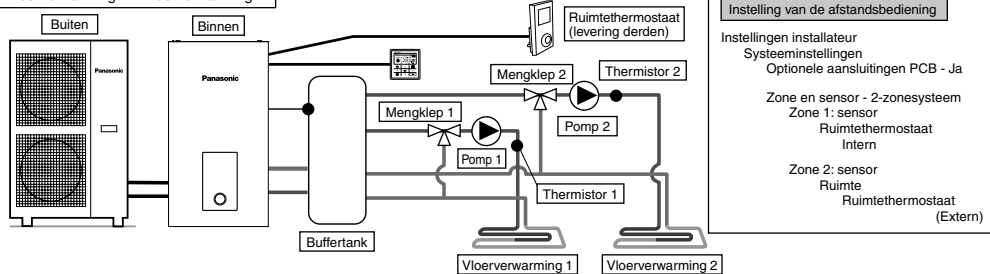 Buiten
Binnen
Panasonic
Panasonic
Ruimtethermostaat
(levering derden)
Mengklep 2
Thermistor 2
Mengklep 1
Pomp 2
Pomp 1
Thermistor 1
Buffertank
Vloerverwarming 1
Vloerverwarming 2
Instelling van de afstandsbediening
Instellingen installateur
Systeeminstellingen
Optionele aansluitingen PCB - Ja
Zone en sensor - 2-zonesysteem
Zone 1: sensor
Ruimtethermostaat
Intern
Zone 2: sensor
Ruimte
Ruimtethermostaat
(Extern)